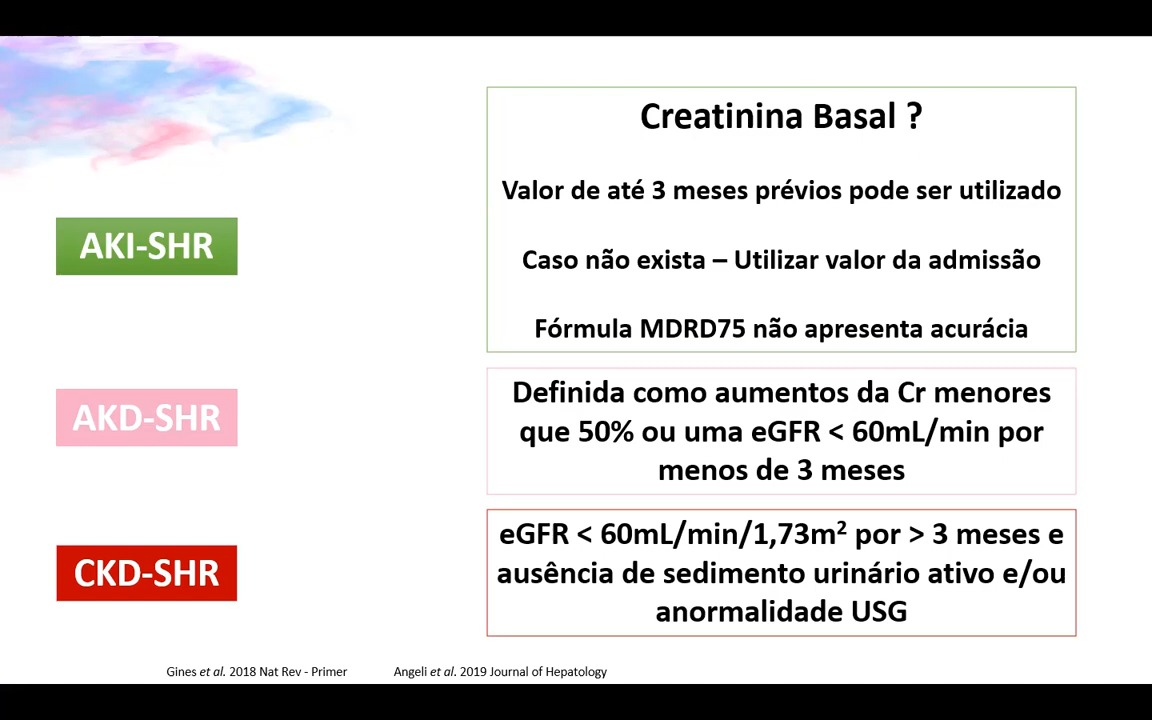 Creatinina Basal ?
Valor de até 3 meses prévios pode ser utilizado
AKI-SHR
Caso não exista – Utilizar valor da admissão
Fórmula MDRD75 não apresenta acurácia
AKD-SHR
Definida como aumentos da Cr menores
que 50% ou uma eGFR < 60mL/min por
menos de 3 meses
CKD-SHR
eGFR < 60mL/min/1,73m² por > 3 meses e
ausência de sedimento urinário ativo e/ou
anormalidade USG
Gines et al. 2018 Nat Rev - Primer
Angeli et al. 2019 Journal of Hepatology